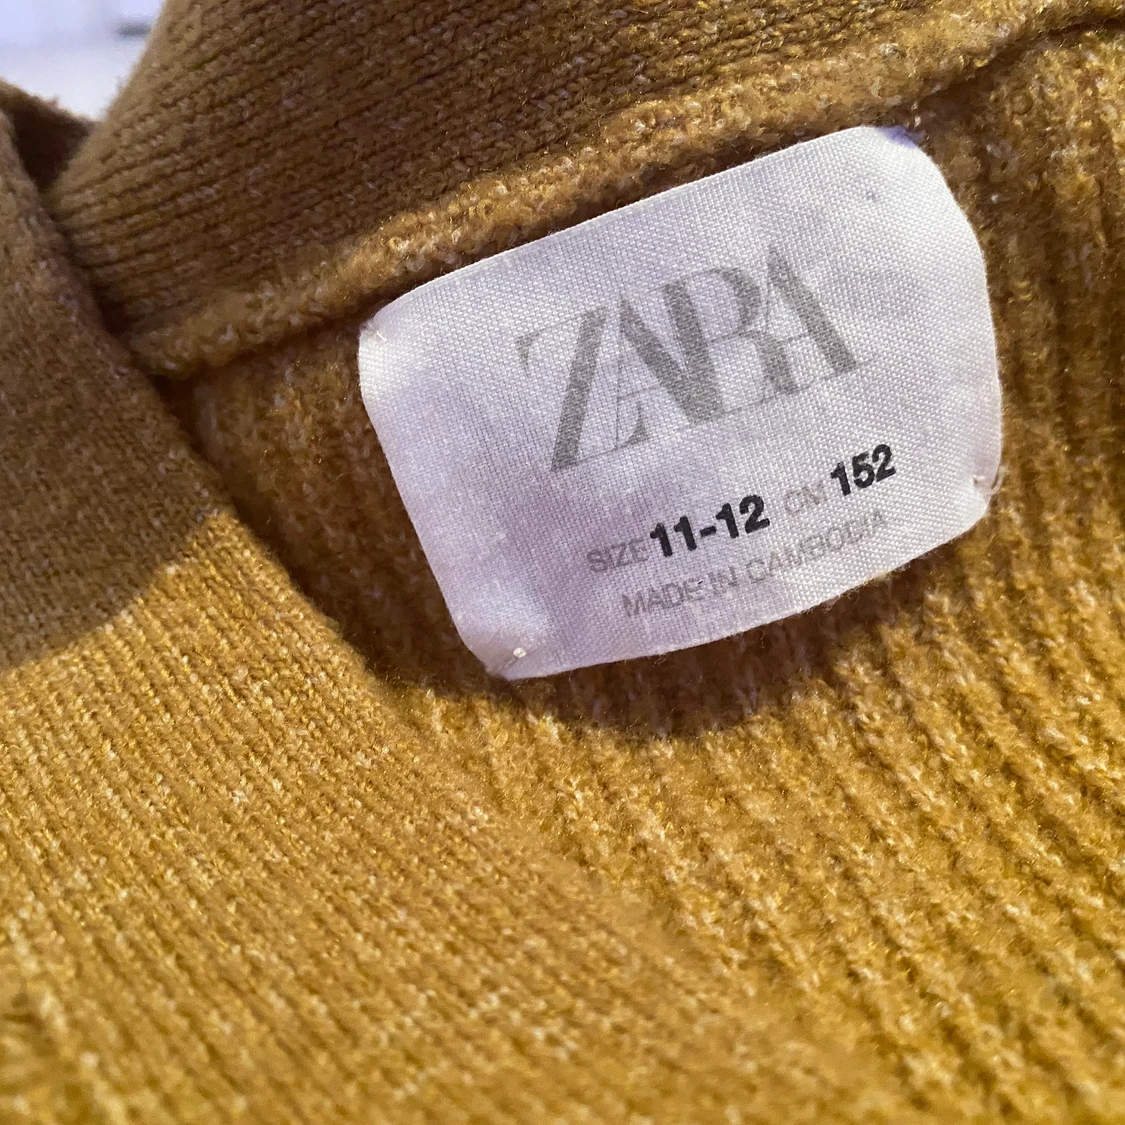 ZARA
SIZE 11-12 CM 152
MADE IN CAMBODIA